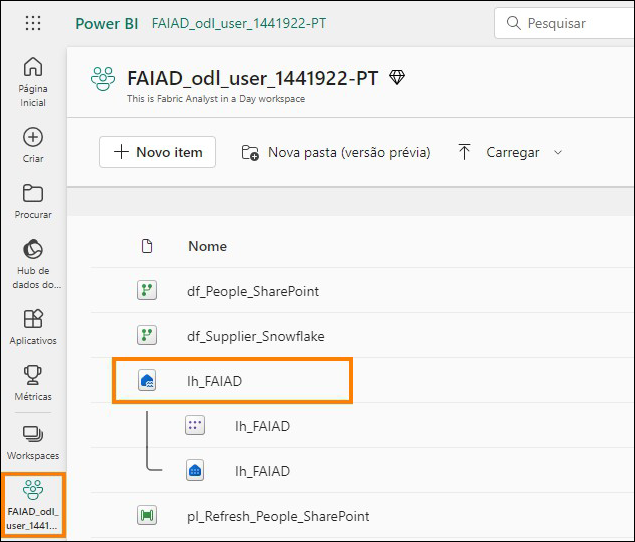 Power BI FAIAD_odl_user_1441922-PT
Pesquisar
FAIAD_odl_user_1441922-PT
This is Fabric Analyst in a Day workspace
Novo item
Nova pasta (versão prévia)
Carregar
Página
Inicial
Criar
Procurar
Hub de
dados do...
Aplicativos
Métricas
Workspaces
FAIAD_odl_
user_1441...
Nome
df_People_SharePoint
df_Supplier_Snowflake
lh_FAIAD
lh_FAIAD
lh_FAIAD
pl_Refresh_People_SharePoint